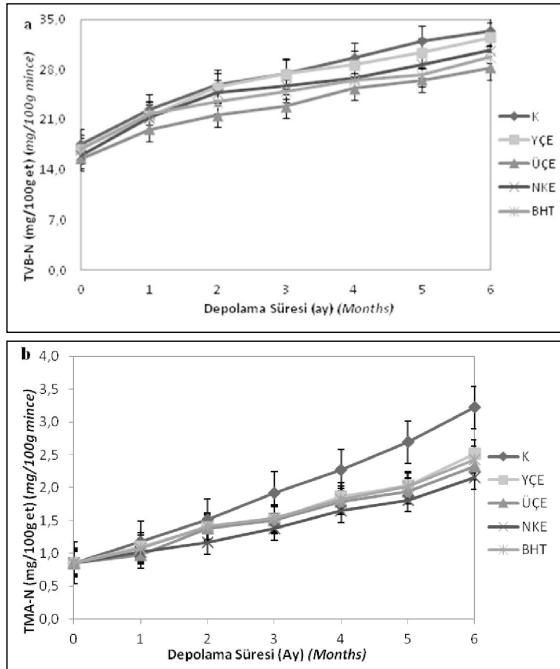 a
TVB-N (mg/100g et) (mg/100g mince)
35,0
28,0
21,0
14,0
7,0
0,0
0 1 2 3 4 5 6
Depolama Süresi (ay) (Months)
K
YÇE
ÜÇE
NKE
BHT
b
TMA-N (mg/100g et) (mg/100g mince)
4,0
3,5
3,0
2,5
2,0
1,5
1,0
0,5
0,0
0 1 2 3 4 5 6
Depolama Süresi (Ay) (Months)
K
YÇE
ÜÇE
NKE
BHT